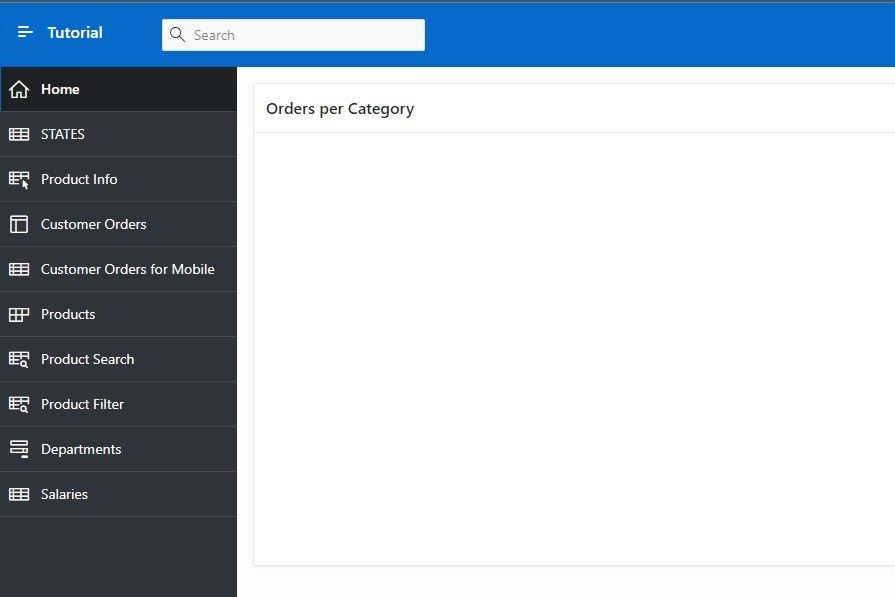 Tutorial
Search
Home
Orders per Category
STATES
Product Info
Customer Orders
Customer Orders for Mobile
Products
Product Search
Product Filter
Departments
Salaries